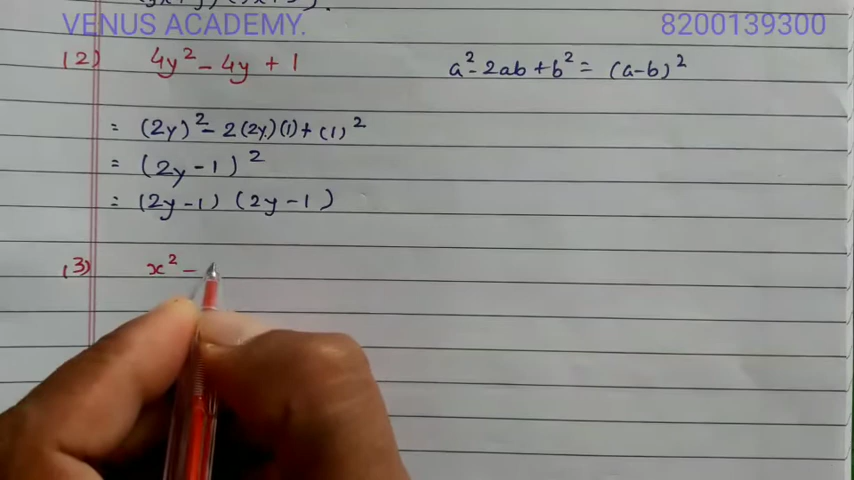 VENUS ACADEMY. 8200139300
(2) 4y² - 4y + 1 a² - 2ab + b² = (a-b)²
= (2y)² - 2(2y)(1) + (1)²
= (2y - 1)²
= (2y - 1) (2y - 1)
(3) x² -